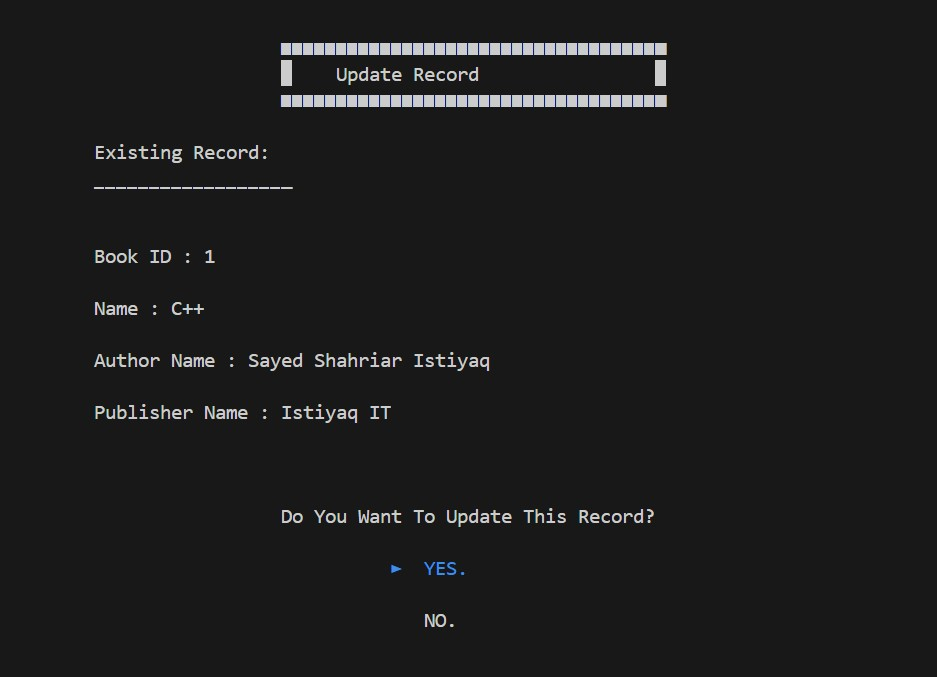 Update Record
Existing Record:
Book ID : 1
Name : C++
Author Name : Sayed Shahriar Istiyaq
Publisher Name : Istiyaq IT
Do You Want To Update This Record?
► YES.
NO.